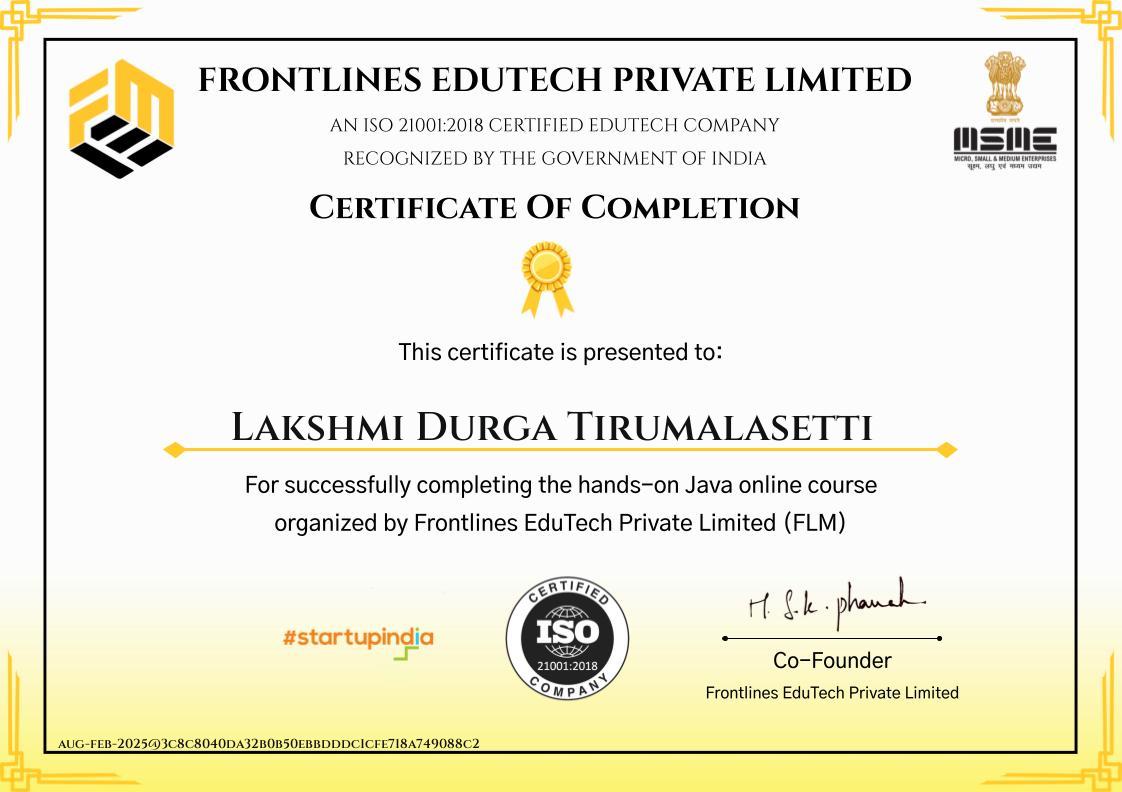 FRONTLINES EDUTECH PRIVATE LIMITED
AN ISO 21001:2018 CERTIFIED EDUTECH COMPANY
RECOGNIZED BY THE GOVERNMENT OF INDIA
MSME
MICRO, SMALL & MEDIUM ENTERPRISES
सूक्ष्म, लघु एवं मध्यम उद्यम
CERTIFICATE OF COMPLETION
This certificate is presented to:
LAKSHMI DURGA TIRUMALASETTI
For successfully completing the hands-on Java online course
organized by Frontlines EduTech Private Limited (FLM)
#startupindia
CERTIFIED
ISO
21001:2018
COMPANY
Co-Founder
Frontlines EduTech Private Limited
AUG-FEB-2025@3C8C8040DA32B0B50EBBDDDC1CFE718A749088C2